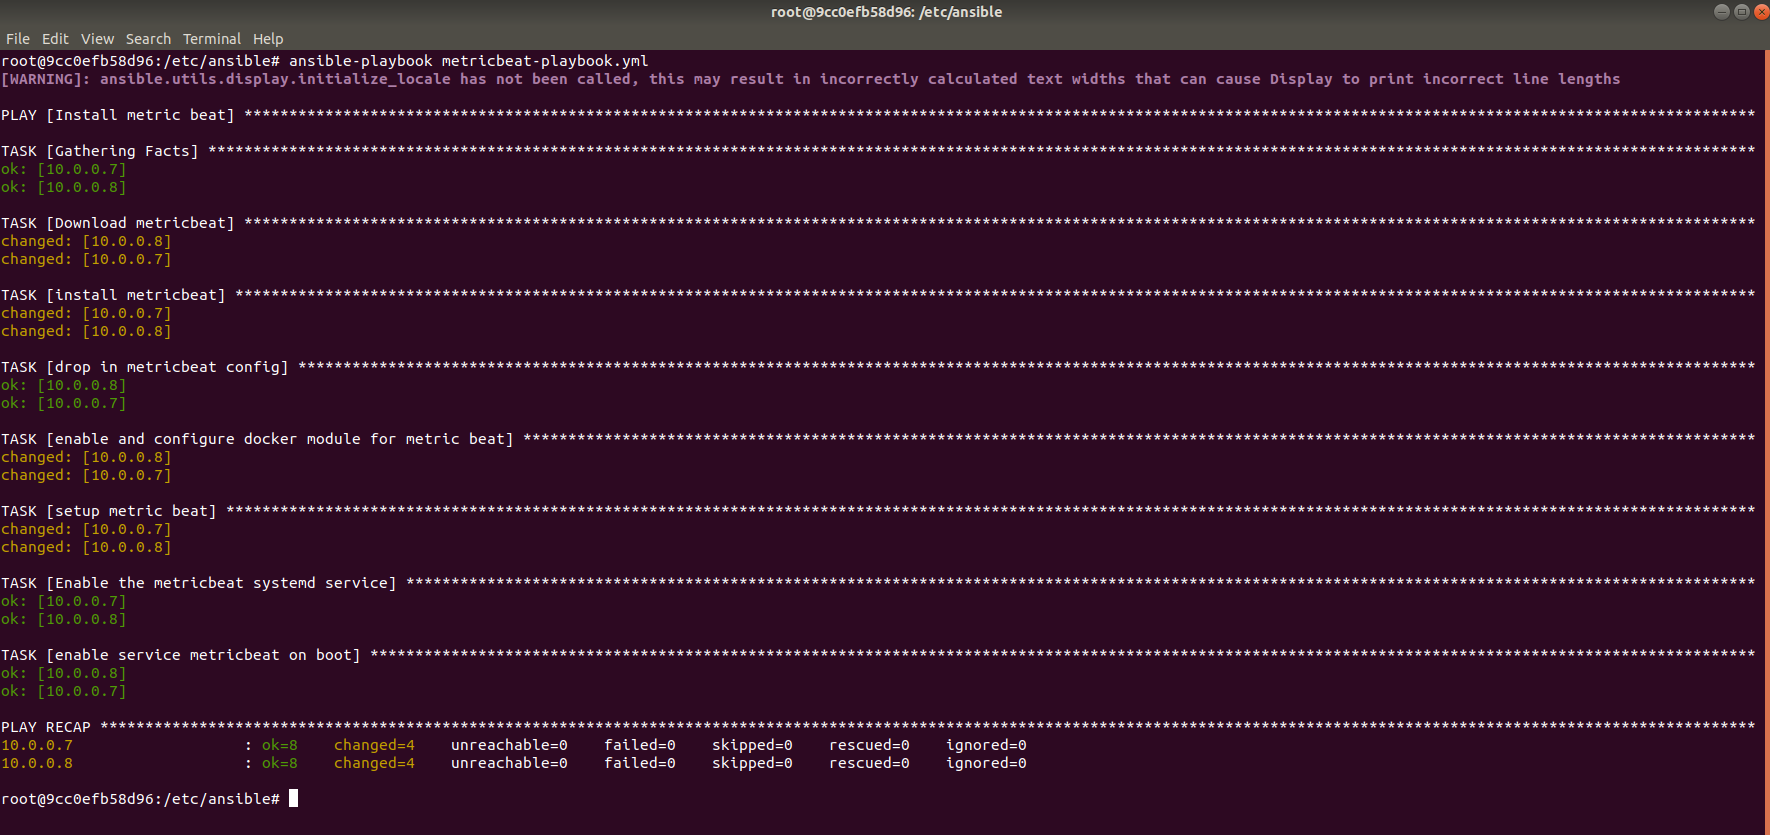 root@9cc0efb58d96: /etc/ansible
File Edit View Search Terminal Help
root@9cc0efb58d96:/etc/ansible# ansible-playbook metricbeat-playbook.yml
[WARNING]: ansible.utils.display.initialize_locale has not been called, this may result in incorrectly calculated text widths that can cause Display to print incorrect line lengths
PLAY [Install metric beat] ************************************************************************************************************************************************************************
TASK [Gathering Facts] ****************************************************************************************************************************************************************************
ok: [10.0.0.7]
ok: [10.0.0.8]
TASK [Download metricbeat] ************************************************************************************************************************************************************************
changed: [10.0.0.8]
changed: [10.0.0.7]
TASK [install metricbeat] *************************************************************************************************************************************************************************
changed: [10.0.0.7]
changed: [10.0.0.8]
TASK [drop in metricbeat config] ******************************************************************************************************************************************************************
ok: [10.0.0.8]
ok: [10.0.0.7]
TASK [enable and configure docker module for metric beat] *****************************************************************************************************************************************
changed: [10.0.0.8]
changed: [10.0.0.7]
TASK [setup metric beat] **************************************************************************************************************************************************************************
changed: [10.0.0.7]
changed: [10.0.0.8]
TASK [Enable the metricbeat systemd service] ******************************************************************************************************************************************************
ok: [10.0.0.7]
ok: [10.0.0.8]
TASK [enable service metricbeat on boot] **********************************************************************************************************************************************************
ok: [10.0.0.8]
ok: [10.0.0.7]
PLAY RECAP ****************************************************************************************************************************************************************************************
10.0.0.7                   : ok=8    changed=4    unreachable=0    failed=0    skipped=0    rescued=0    ignored=0
10.0.0.8                   : ok=8    changed=4    unreachable=0    failed=0    skipped=0    rescued=0    ignored=0
root@9cc0efb58d96:/etc/ansible#